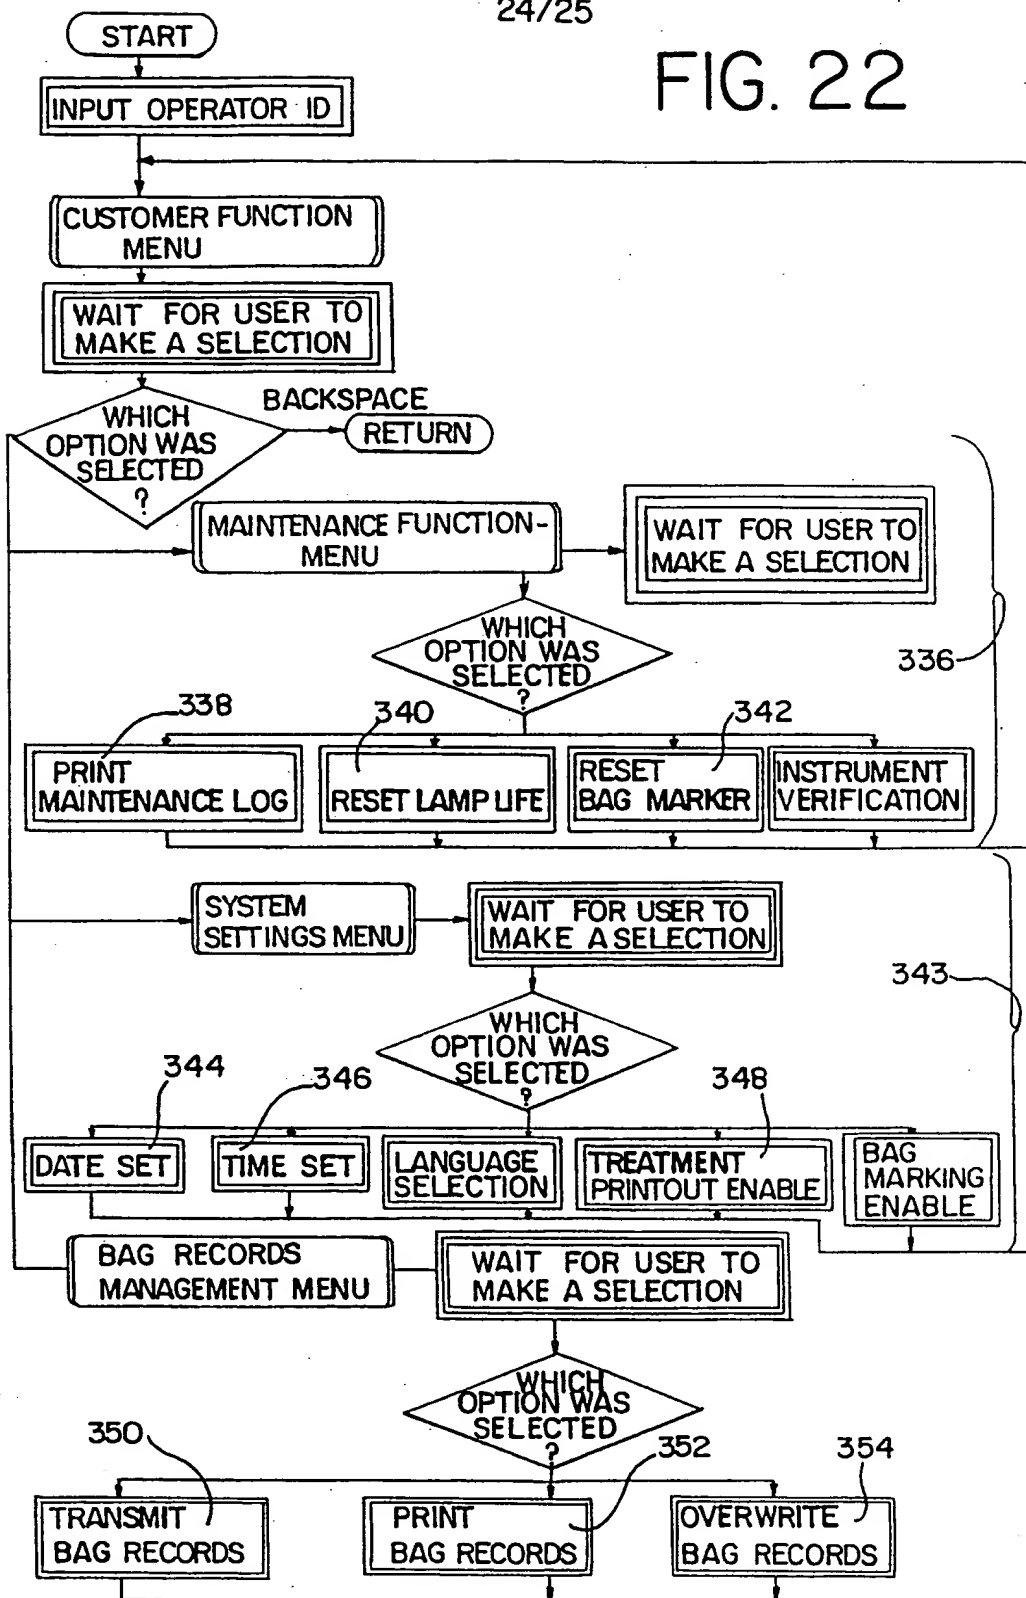 24/25
FIG. 22
START
INPUT OPERATOR ID
CUSTOMER FUNCTION
MENU
WAIT FOR USER TO
MAKE A SELECTION
WHICH
OPTION WAS
SELECTED
?
BACKSPACE
RETURN
MAINTENANCE FUNCTION-
MENU
WAIT FOR USER TO
MAKE A SELECTION
WHICH
OPTION WAS
SELECTED
?
336
338
340
342
PRINT
MAINTENANCE LOG
RESET LAMP LIFE
RESET
BAG MARKER
INSTRUMENT
VERIFICATION
SYSTEM
SETTINGS MENU
WAIT FOR USER TO
MAKE A SELECTION
343
WHICH
OPTION WAS
SELECTED
?
344
346
348
DATE SET
TIME SET
LANGUAGE
SELECTION
TREATMENT
PRINTOUT ENABLE
BAG
MARKING
ENABLE
BAG RECORDS
MANAGEMENT MENU
WAIT FOR USER TO
MAKE A SELECTION
WHICH
OPTION WAS
SELECTED
?
350
352
354
TRANSMIT
BAG RECORDS
PRINT
BAG RECORDS
OVERWRITE
BAG RECORDS